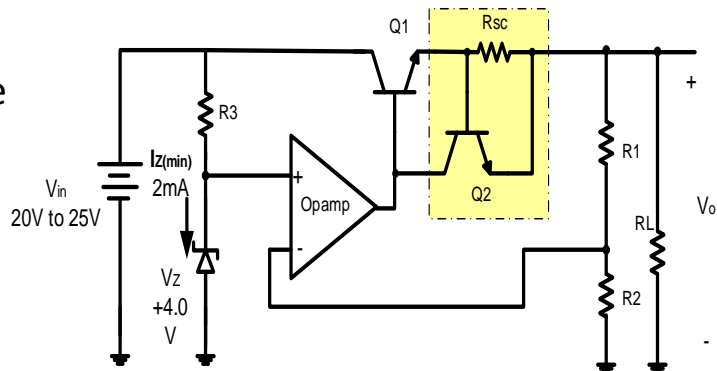 e
Q1
Rsc
R3
IZ(min)
2mA
Vin
20V to 25V
+
Opamp
-
Q2
VZ
+4.0
V
R1
R2
RL
+
Vo
-